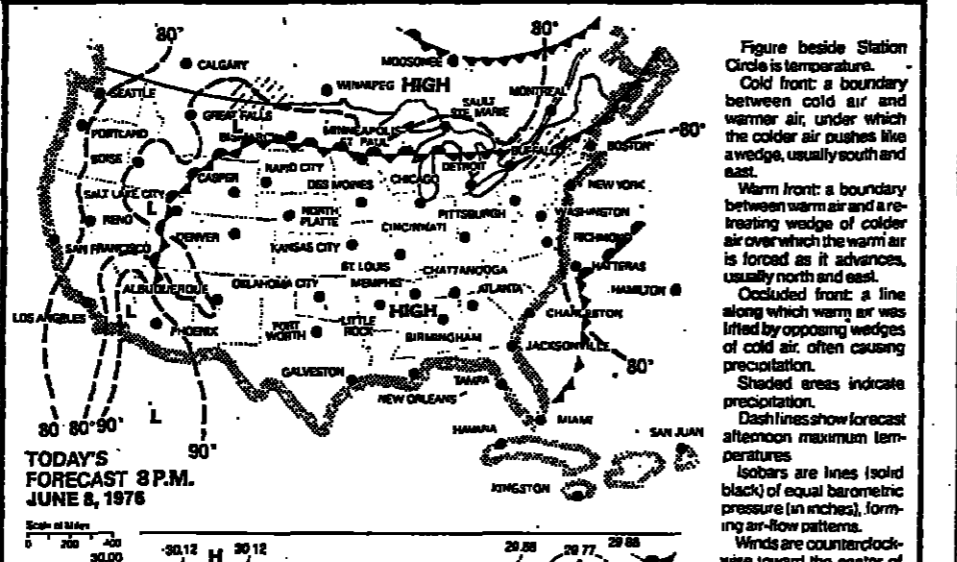 80°
80°
CALGARY
MOOSONEE
WINNIPEG HIGH
SEATTLE
MONTREAL
SAULT
STE. MARIE
GREAT FALLS
L
PORTLAND
MINNEAPOLIS
ST. PAUL
80°
BUFFALO
BOSTON
BOISE
RAPID CITY
DETROIT
CASPER
DES MOINES
CHICAGO
NEW YORK
SALT LAKE CITY
L
NORTH
PLATTE
PITTSBURGH
WASHINGTON
RENO
CINCINNATI
DENVER
RICHMOND
SAN FRANCISCO
KANSAS CITY
ST. LOUIS
CHATTANOOGA
HATTERAS
ALBUQUERQUE
OKLAHOMA CITY
MEMPHIS
ATLANTA
HAMILTON
LOS ANGELES
L
HIGH
CHARLESTON
PHOENIX
FORT
WORTH
LITTLE
ROCK
BIRMINGHAM
JACKSONVILLE
80°
GALVESTON
TAMPA
NEW ORLEANS
80 80° 90°
L
90°
MIAMI
HAVANA
SAN JUAN
KINGSTON
TODAY'S
FORECAST 8 P.M.
JUNE 8, 1976
Scale of Miles
0 200 400
30.00
30.12 H 30 12
29.88 29 77 29 88
Figure beside Station
Circle is temperature.
Cold front: a boundary
between cold air and
warmer air, under which
the colder air pushes like
a wedge, usually south and
east.
Warm front: a boundary
between warm air and a re-
treating wedge of colder
air over which the warm air
is forced as it advances,
usually north and east.
Occluded front: a line
along which warm air was
lifted by opposing wedges
of cold air, often causing
precipitation.
Shaded areas indicate
precipitation.
Dash lines show forecast
afternoon maximum tem-
peratures
Isobars are lines (solid
black) of equal barometric
pressure (in inches), form-
ing air-flow patterns.
Winds are counterclock-
wise toward the center of